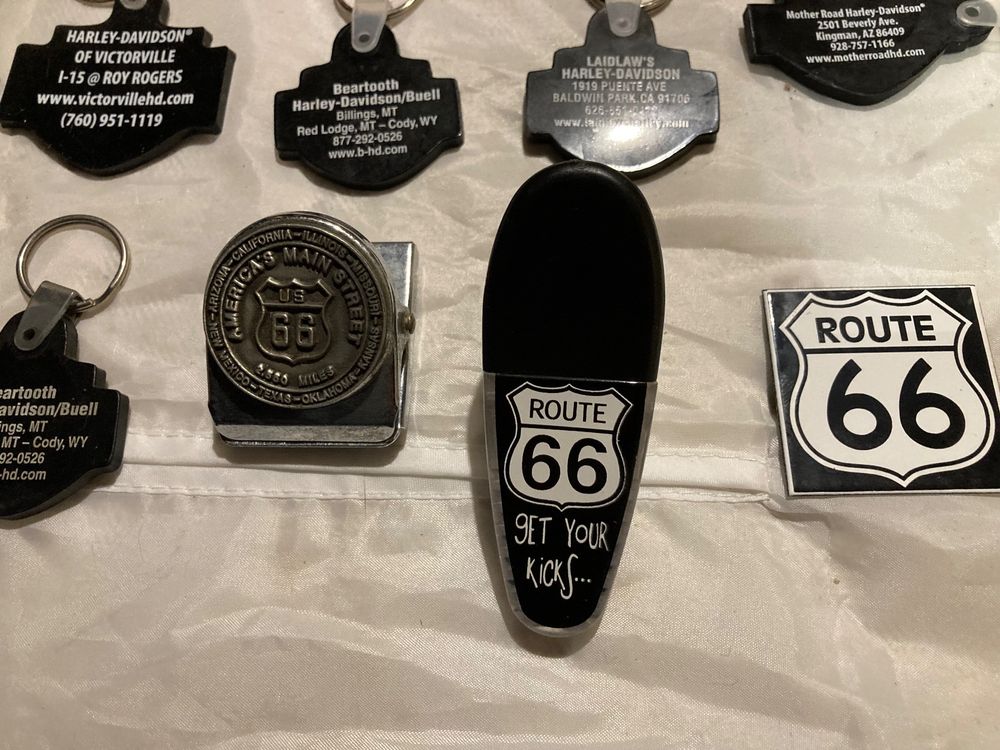 HARLEY-DAVIDSON®
OF VICTORVILLE
I-15 @ ROY ROGERS
www.victorvillehd.com
(760) 951-1119
Beartooth
Harley-Davidson/Buell
Billings, MT
Red Lodge, MT – Cody, WY
877-292-0526
www.b-hd.com
LAIDLAW'S
HARLEY-DAVIDSON
1919 PUENTE AVE
BALDWIN PARK, CA 91706
Mother Road Harley-Davidson®
2501 Beverly Ave.
Kingman, AZ 86409
928-757-1166
www.motherroadhd.com
eartooth
avidson/Buell
ings, MT
MT – Cody, WY
92-0526
-hd.com
NEW MEXICO–ARIZONA–CALIFORNIA–ILLINOIS–MISSOURI–KANSAS–OKLAHOMA–TEXAS–
AMERICA'S MAIN STREET
US
66
MILES
ROUTE
66
GET YOUR
KICKS...
ROUTE
66